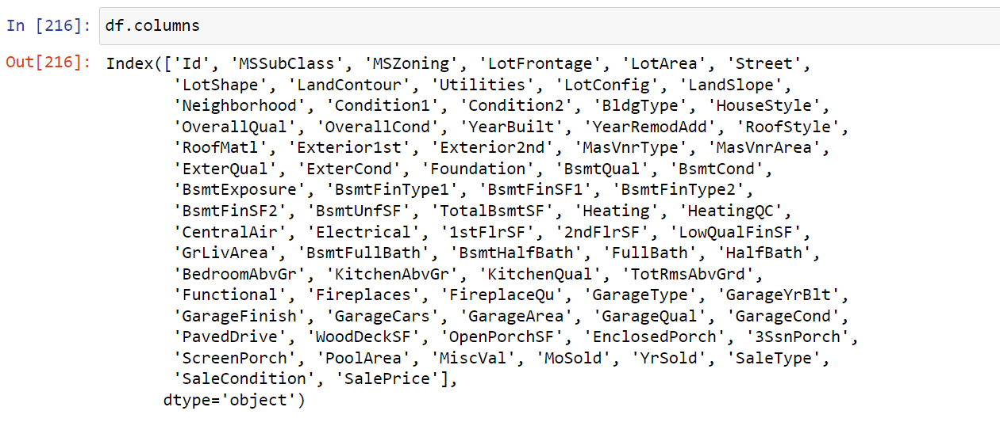 In [216]: df.columns
Out[216]: Index(['Id', 'MSSubClass', 'MSZoning', 'LotFrontage', 'LotArea', 'Street',
'LotShape', 'LandContour', 'Utilities', 'LotConfig', 'LandSlope',
'Neighborhood', 'Condition1', 'Condition2', 'BldgType', 'HouseStyle',
'OverallQual', 'OverallCond', 'YearBuilt', 'YearRemodAdd', 'RoofStyle',
'RoofMatl', 'Exterior1st', 'Exterior2nd', 'MasVnrType', 'MasVnrArea',
'ExterQual', 'ExterCond', 'Foundation', 'BsmtQual', 'BsmtCond',
'BsmtExposure', 'BsmtFinType1', 'BsmtFinSF1', 'BsmtFinType2',
'BsmtFinSF2', 'BsmtUnfSF', 'TotalBsmtSF', 'Heating', 'HeatingQC',
'CentralAir', 'Electrical', '1stFlrSF', '2ndFlrSF', 'LowQualFinSF',
'GrLivArea', 'BsmtFullBath', 'BsmtHalfBath', 'FullBath', 'HalfBath',
'BedroomAbvGr', 'KitchenAbvGr', 'KitchenQual', 'TotRmsAbvGrd',
'Functional', 'Fireplaces', 'FireplaceQu', 'GarageType', 'GarageYrBlt',
'GarageFinish', 'GarageCars', 'GarageArea', 'GarageQual', 'GarageCond',
'PavedDrive', 'WoodDeckSF', 'OpenPorchSF', 'EnclosedPorch', '3SsnPorch',
'ScreenPorch', 'PoolArea', 'MiscVal', 'MoSold', 'YrSold', 'SaleType',
'SaleCondition', 'SalePrice'],
dtype='object')